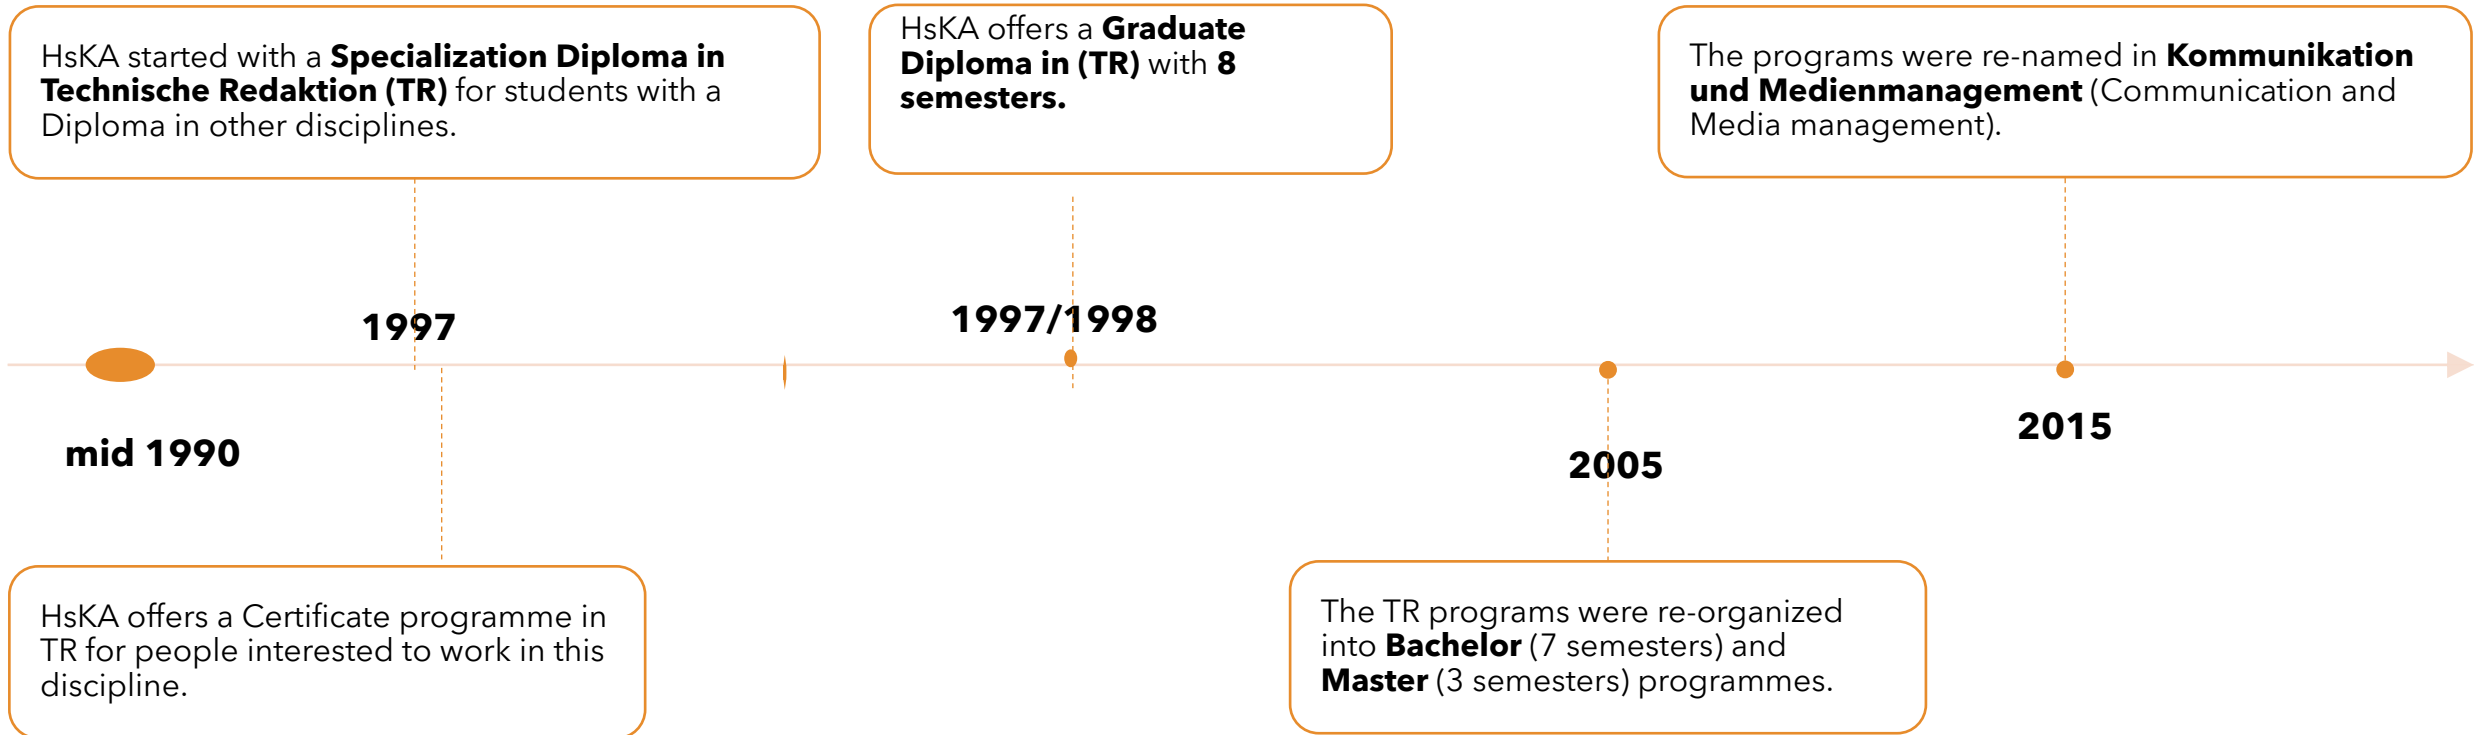 HsKA started with a Specialization Diploma in
Technische Redaktion (TR) for students with a
Diploma in other disciplines.
HsKA offers a Graduate
Diploma in (TR) with 8
semesters.
The programs were re-named in Kommunikation
und Medienmanagement (Communication and
Media management).
1997
1997/1998
mid 1990
2005
2015
HsKA offers a Certificate programme in
TR for people interested to work in this
discipline.
The TR programs were re-organized
into Bachelor (7 semesters) and
Master (3 semesters) programmes.